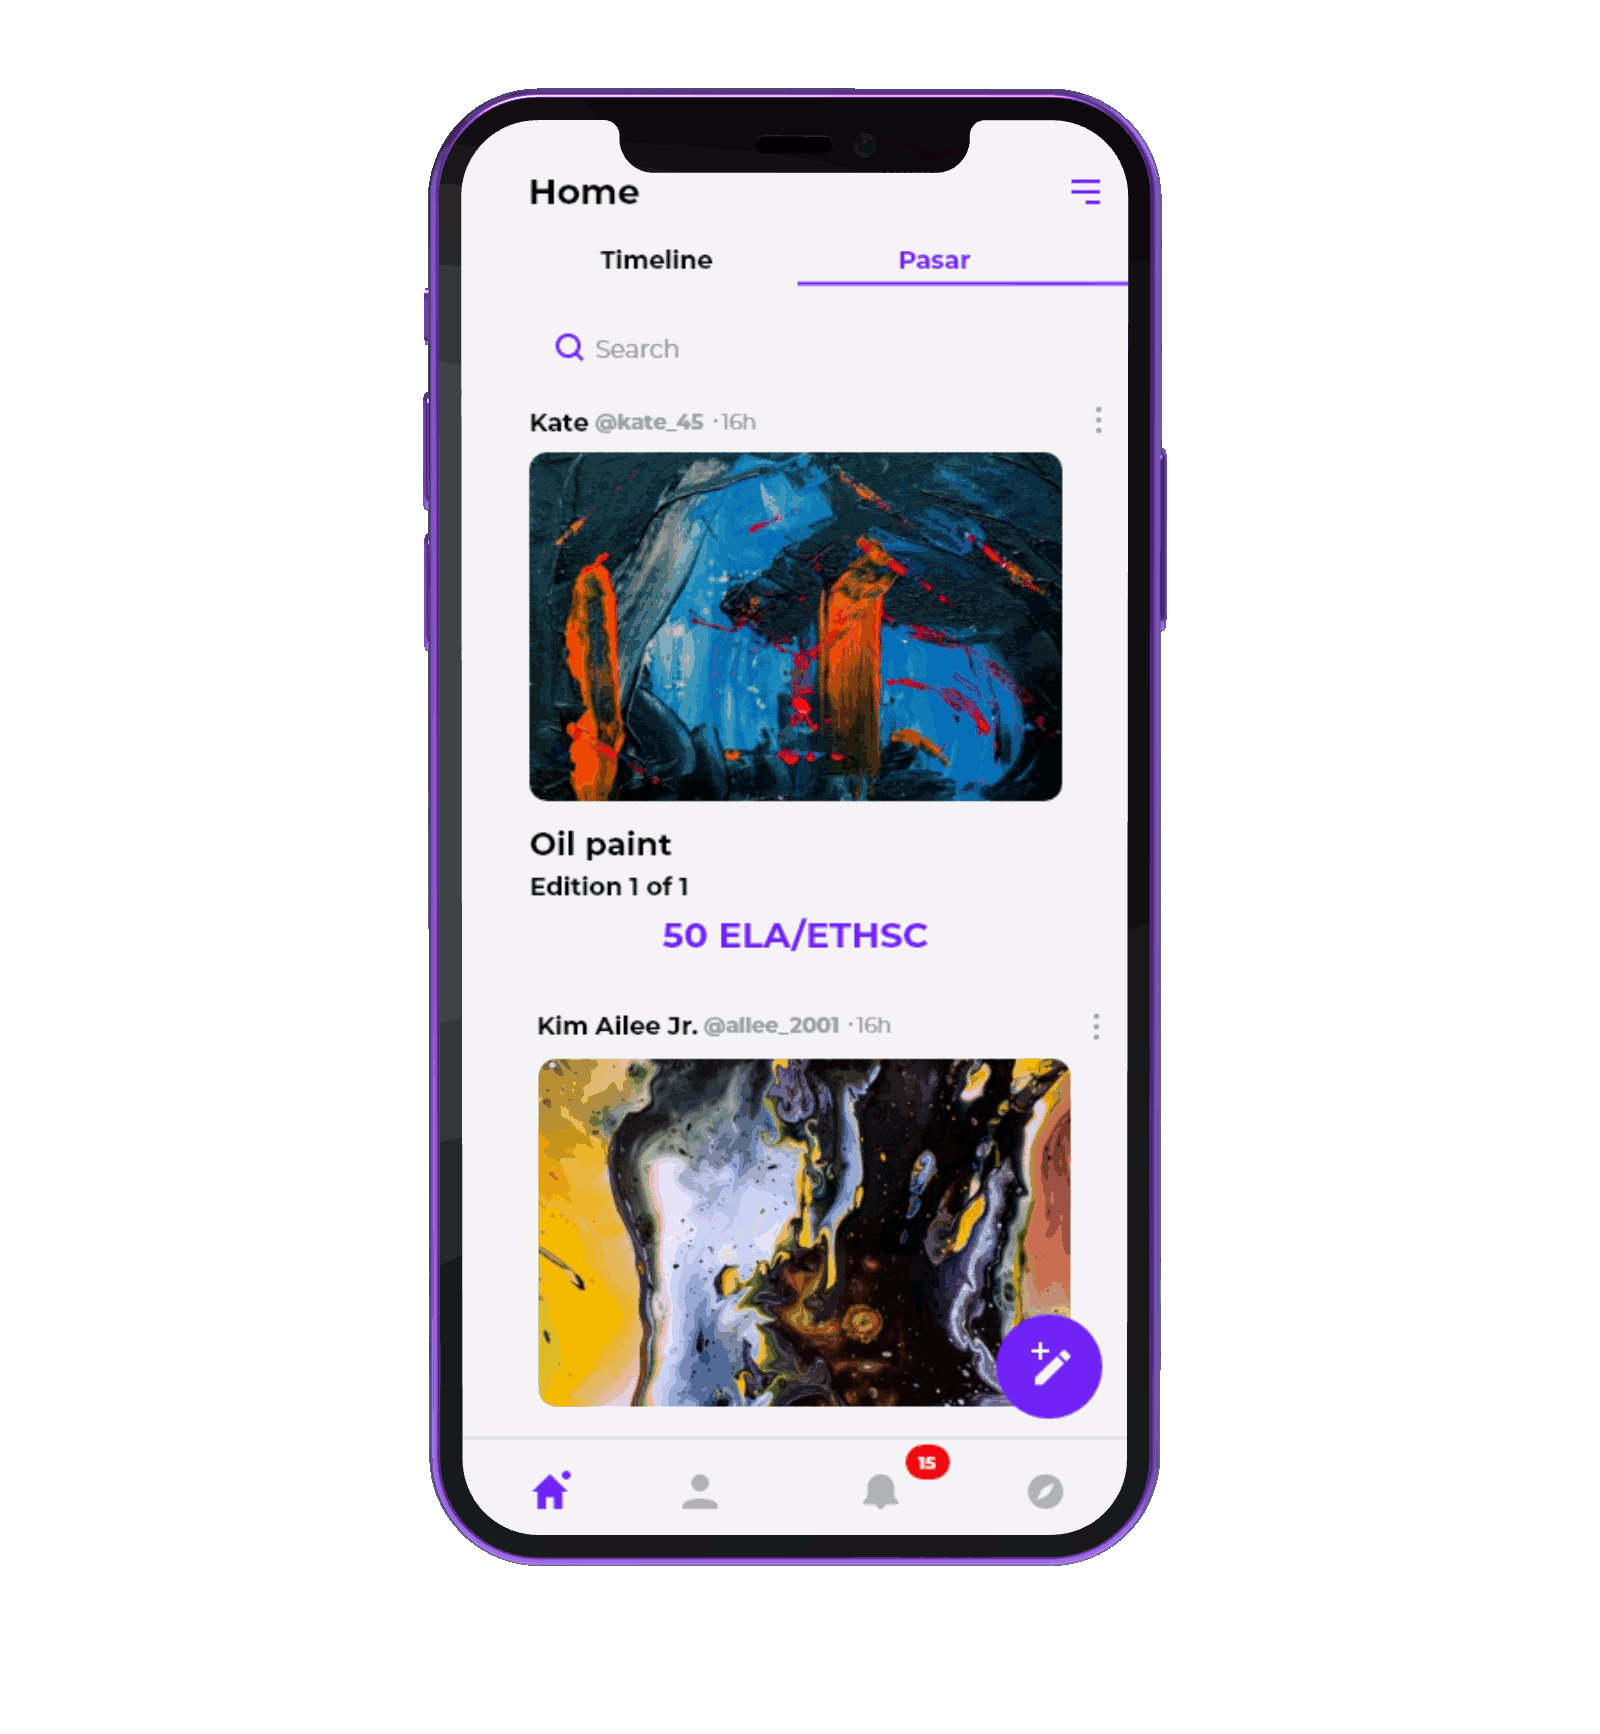 Home
Timeline Pasar
Search
Kate @kate_45 · 16h
Oil paint
Edition 1 of 1
50 ELA/ETHSC
Kim Ailee Jr. @ailee_2001 · 16h
15